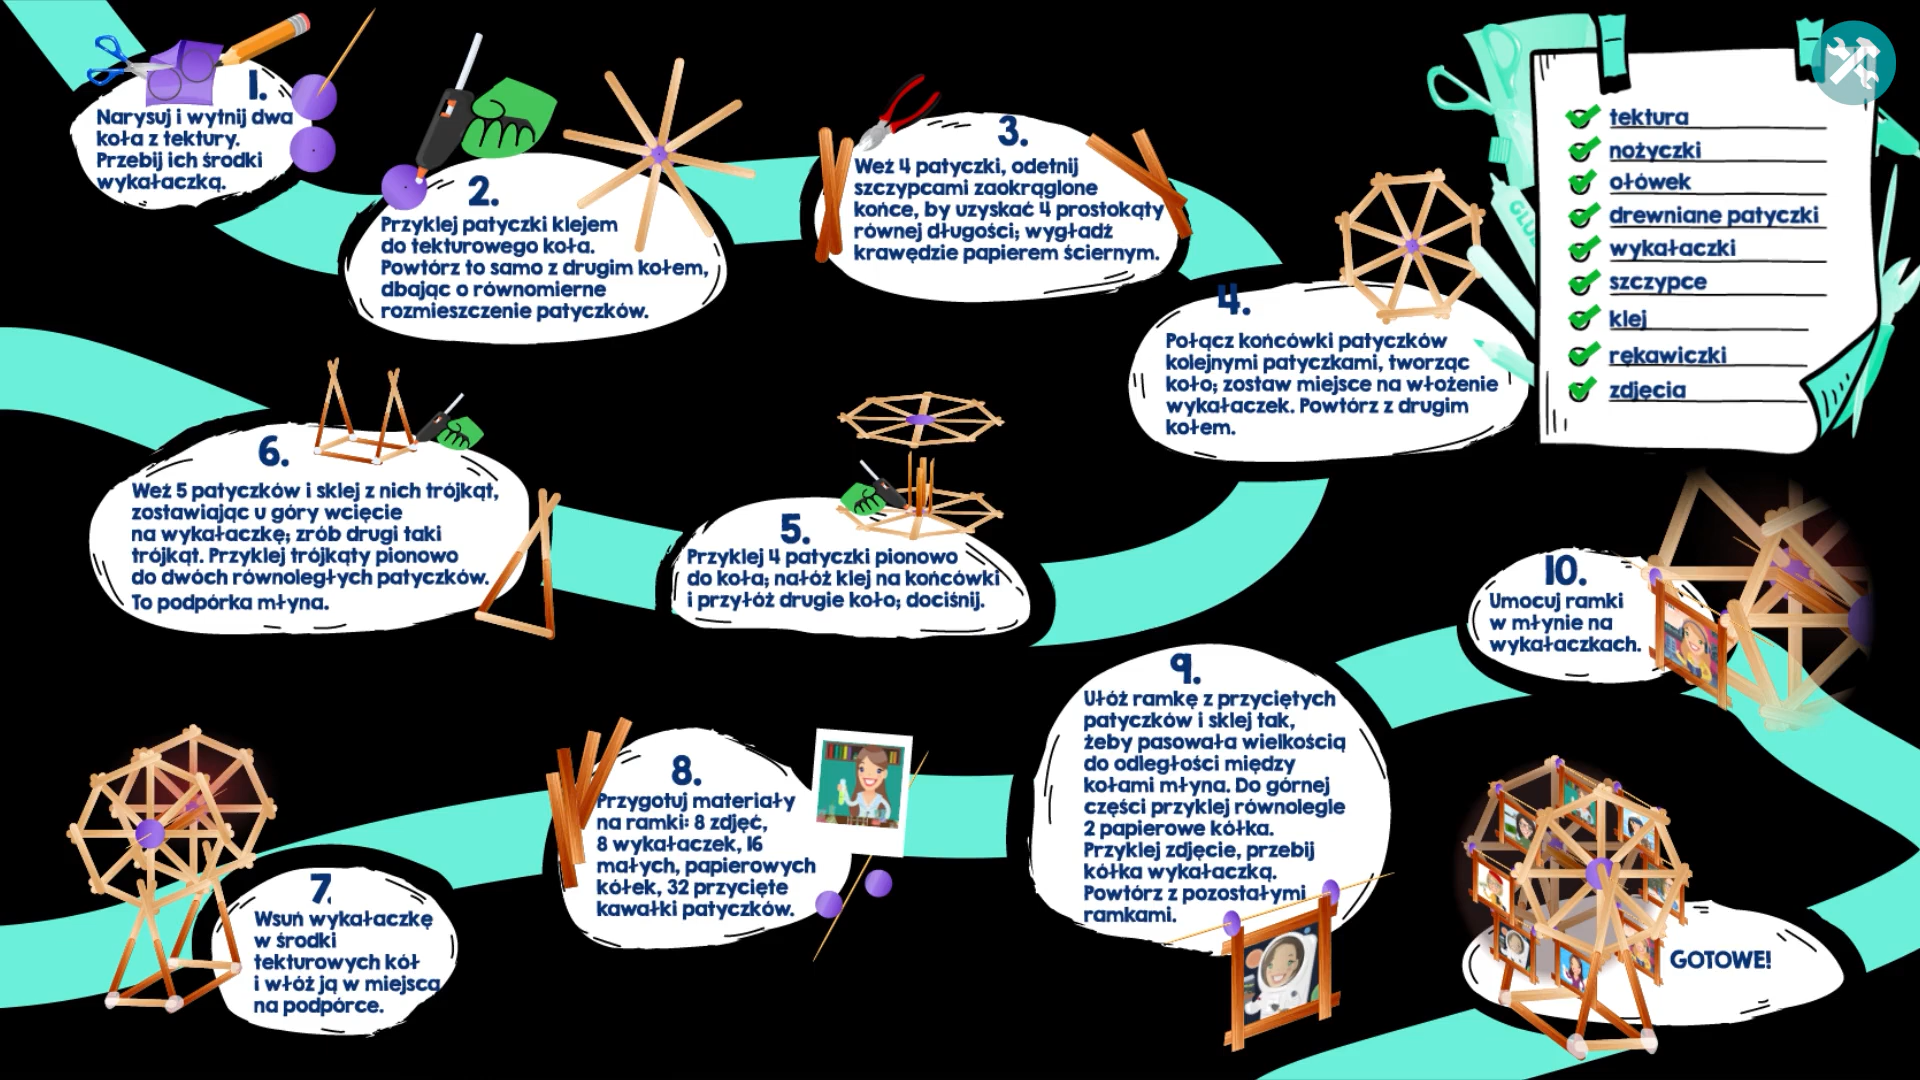 1.
Narysuj i wytnij dwa
koła z tektury.
Przebij ich środki
wykałaczką.
2.
Przyklej patyczki klejem
do tekturowego koła.
Powtórz to samo z drugim kołem,
dbając o równomierne
rozmieszczenie patyczków.
3.
Weź 4 patyczki, odetnij
szczypcami zaokrąglone
końce, by uzyskać 4 prostokąty
równej długości; wygładź
krawędzie papierem ściernym.
4.
Połącz końcówki patyczków
kolejnymi patyczkami, tworząc
koło; zostaw miejsce na włożenie
wykałaczek. Powtórz z drugim
kołem.
tektura
nożyczki
ołówek
drewniane patyczki
wykałaczki
szczypce
klej
rękawiczki
zdjęcia
5.
Przyklej 4 patyczki pionowo
do koła; nałóż klej na końcówki
i przyłóż drugie koło; dociśnij.
6.
Weź 5 patyczków i sklej z nich trójkąt,
zostawiając u góry wcięcie
na wykałaczkę; zrób drugi taki
trójkąt. Przyklej trójkąty pionowo
do dwóch równoległych patyczków.
To podpórka młyna.
7.
Wsuń wykałaczkę
w środki
tekturowych kół
i włóż ją w miejsca
na podpórce.
8.
Przygotuj materiały
na ramki: 8 zdjęć,
8 wykałaczek, 16
małych, papierowych
kółek, 32 przycięte
kawałki patyczków.
9.
Ułóż ramkę z przyciętych
patyczków i sklej tak,
żeby pasowała wielkością
do odległości między
kołami młyna. Do górnej
części przyklej równolegle
2 papierowe kółka.
Przyklej zdjęcie, przebij
kółka wykałaczką.
Powtórz z pozostałymi
ramkami.
10.
Umocuj ramki
w młynie na
wykałaczkach.
GOTOWE!